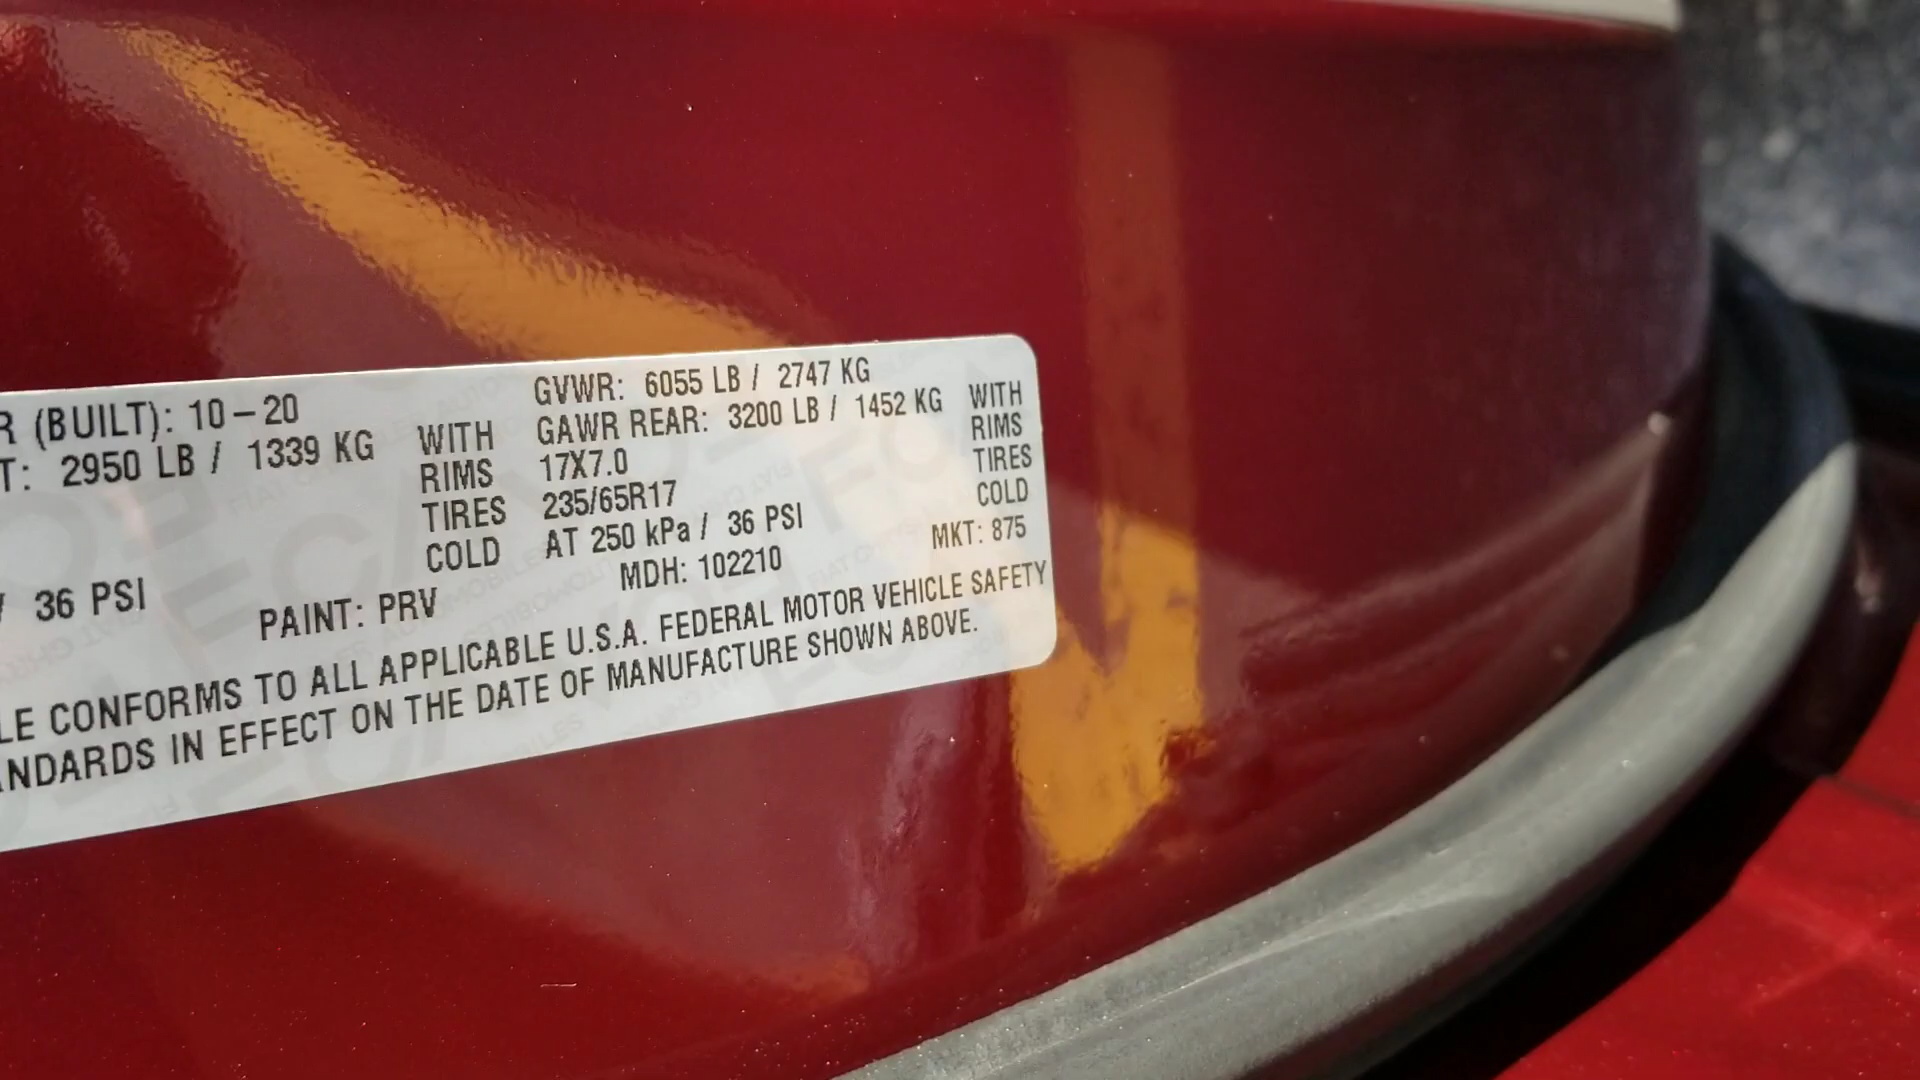 R (BUILT): 10-20 GVWR: 6055 LB / 2747 KG
T: 2950 LB / 1339 KG WITH GAWR REAR: 3200 LB / 1452 KG WITH
RIMS 17X7.0 RIMS
TIRES 235/65R17 TIRES
/ 36 PSI COLD AT 250 kPa / 36 PSI COLD
PAINT: PRV MDH: 102210 MKT: 875
LE CONFORMS TO ALL APPLICABLE U.S.A. FEDERAL MOTOR VEHICLE SAFETY
ANDARDS IN EFFECT ON THE DATE OF MANUFACTURE SHOWN ABOVE.